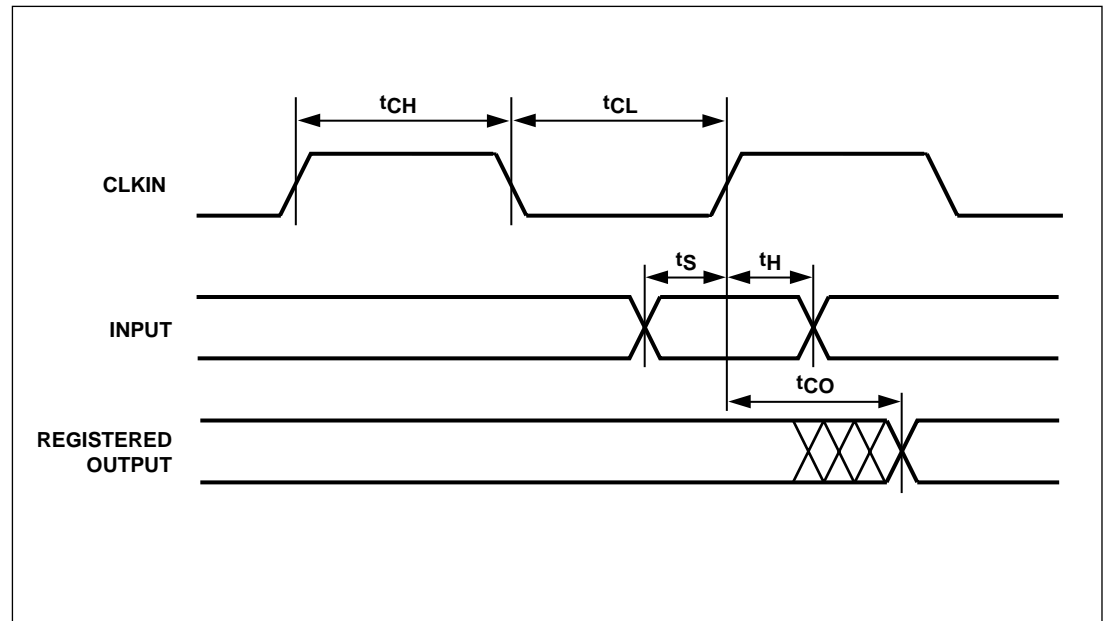 tCH
tCL
CLKIN
tS
tH
INPUT
tCO
REGISTERED
OUTPUT